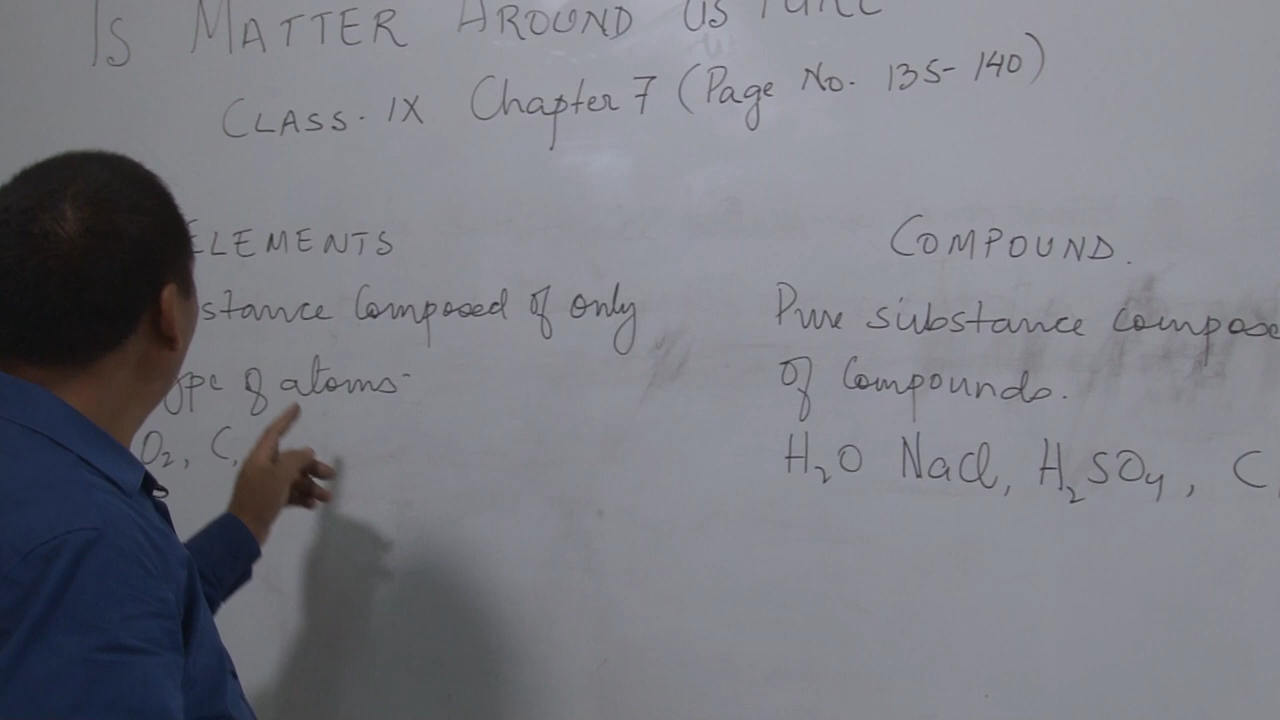 IS MATTER AROUND US PURE
CLASS. IX Chapter 7 (Page No. 135-140)
ELEMENTS
stance Composed of only
ype of atoms-
O₂, C,
COMPOUND.
Pure substance compose
of Compounds.
H₂O NaCl, H₂SO₄, C